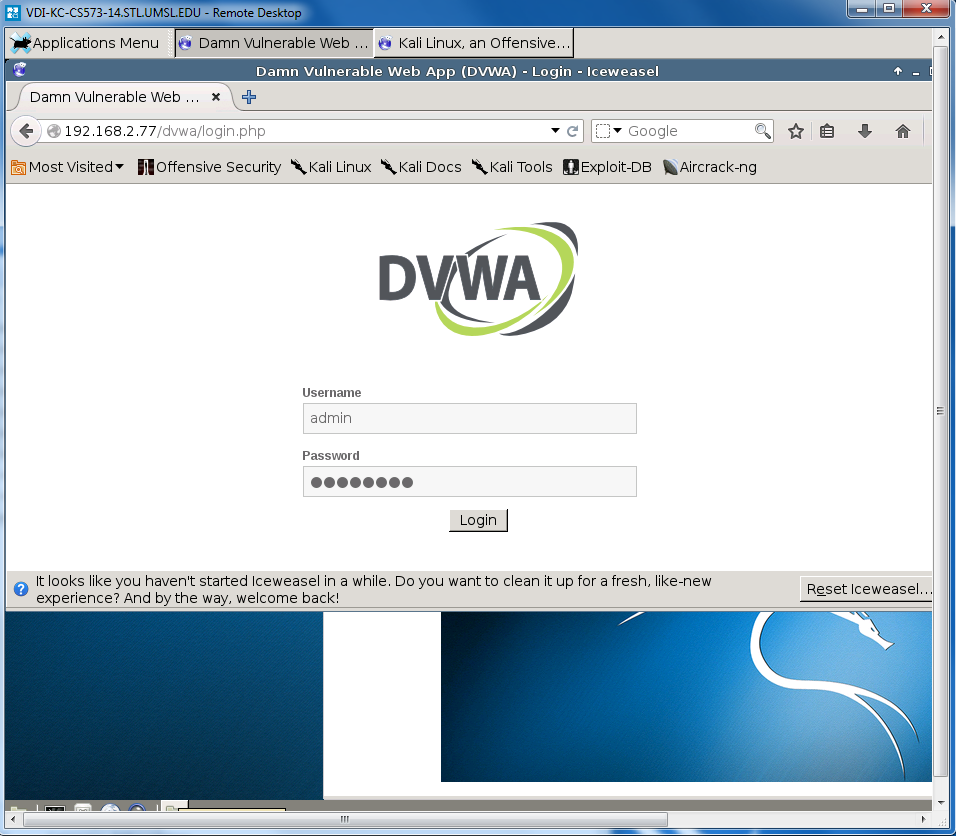 VDI-KC-CS573-14.STL.UMSL.EDU - Remote Desktop
Applications Menu
Damn Vulnerable Web ...
Kali Linux, an Offensive...
Damn Vulnerable Web App (DVWA) - Login - Iceweasel
Damn Vulnerable Web ...
192.168.2.77/dvwa/login.php
Google
Most Visited
Offensive Security
Kali Linux
Kali Docs
Kali Tools
Exploit-DB
Aircrack-ng
DVWA
Username
admin
Password
Login
It looks like you haven't started Iceweasel in a while. Do you want to clean it up for a fresh, like-new
experience? And by the way, welcome back!
Reset Iceweasel...